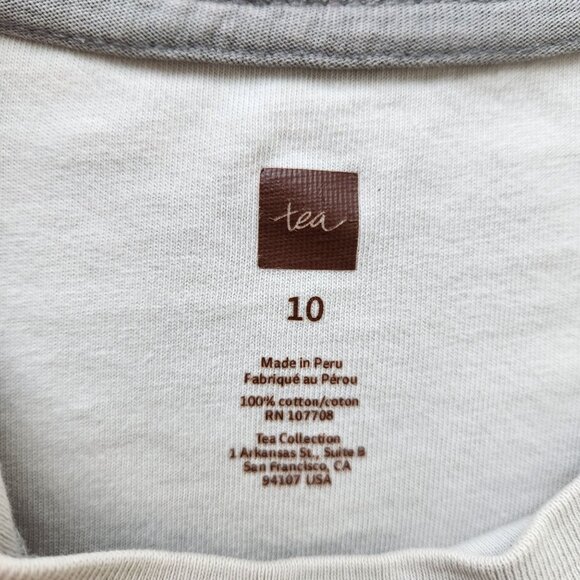 tea
10
Made in Peru
Fabriqué au Pérou
100% cotton/coton
RN 107708
Tea Collection
1 Arkansas St., Suite B
San Francisco, CA
94107 USA